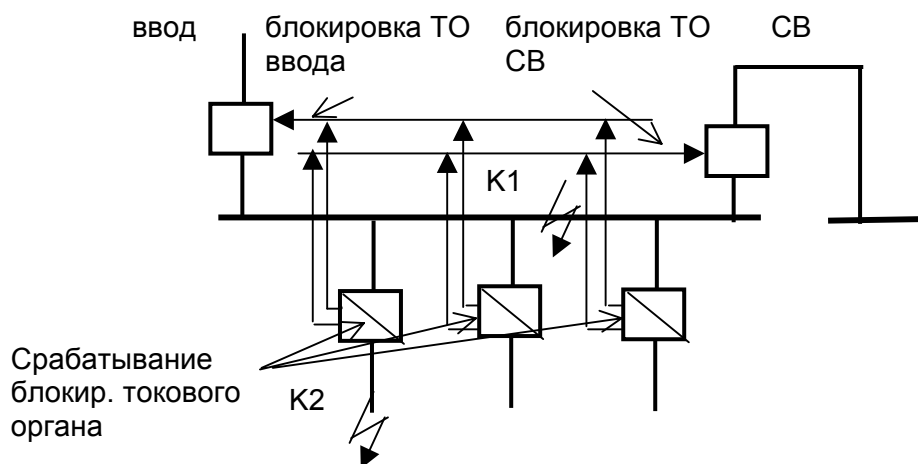 ввод блокировка ТО блокировка ТО СВ
ввода СВ
К1
Срабатывание
блокир. токового
органа
К2